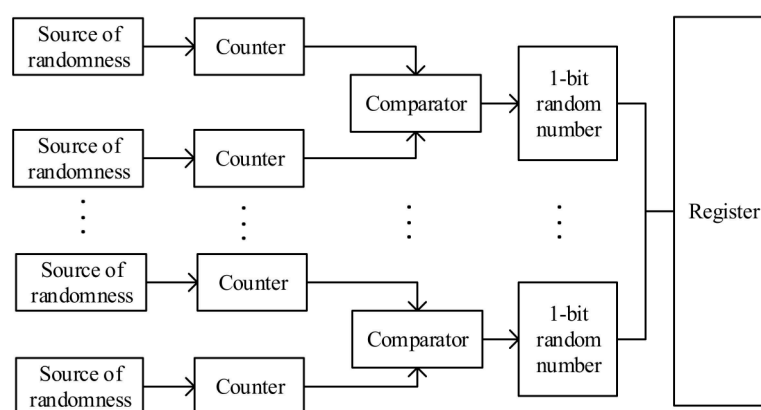 Source of
randomness
Counter
Comparator
1-bit
random
number
Source of
randomness
Counter
Register
Source of
randomness
Counter
Comparator
1-bit
random
number
Source of
randomness
Counter